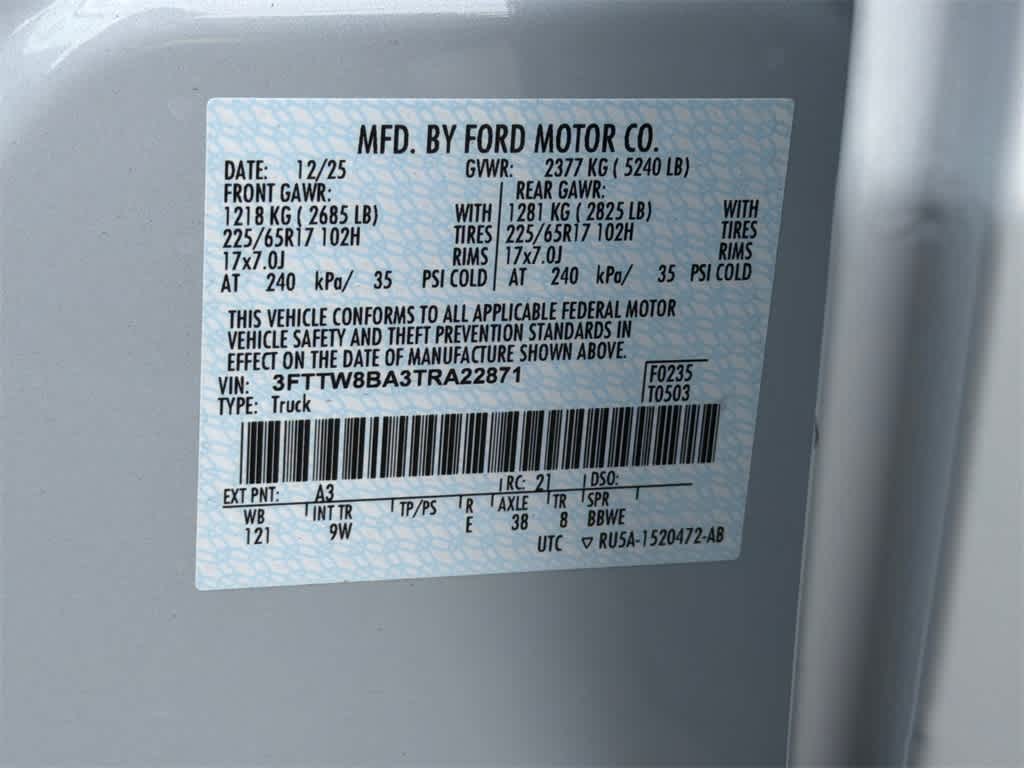 MFD. BY FORD MOTOR CO.
DATE: 12/25 GVWR: 2377 KG ( 5240 LB)
FRONT GAWR: REAR GAWR:
1218 KG ( 2685 LB) WITH 1281 KG ( 2825 LB) WITH
225/65R17 102H TIRES 225/65R17 102H TIRES
17x7.0J RIMS 17x7.0J RIMS
AT 240 kPa/ 35 PSI COLD AT 240 kPa/ 35 PSI COLD
THIS VEHICLE CONFORMS TO ALL APPLICABLE FEDERAL MOTOR
VEHICLE SAFETY AND THEFT PREVENTION STANDARDS IN
EFFECT ON THE DATE OF MANUFACTURE SHOWN ABOVE.
VIN: 3FTTW8BA3TRA22871 F0235
TYPE: Truck T0503
EXT PNT: A3 RC: 21 DSO:
WB INT TR TP/PS R AXLE TR SPR
121 9W E 38 8 BBWE
UTC ▽ RU5A-1520472-AB